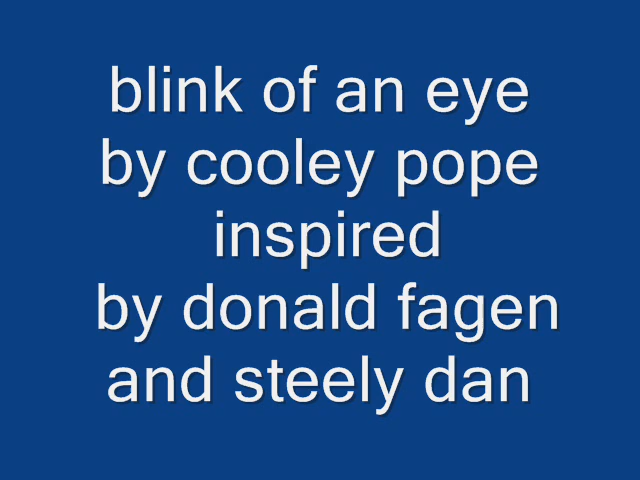 blink of an eye
by cooley pope
inspired
by donald fagen
and steely dan